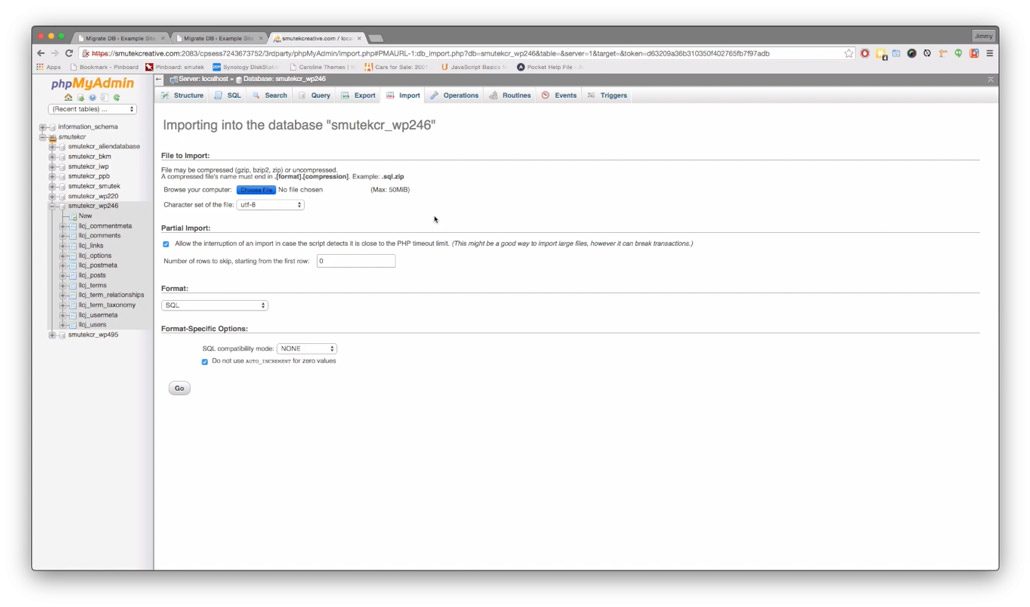 Migrate DB - Example Site
Migrate DB - Example Site
smutekcreative.com / local
Jimmy
https://smutekcreative.com:2083/cpsess7243673752/3rdparty/phpMyAdmin/import.php#PMAURL-1:db_import.php?db=smutekcr_wp246&table=&server=1&target=&token=d63209a36b310350f402765fb7f97adb
Apps
Bookmark - Pinboard
Pinboard: smutek
Synology DiskStati
Caroline Themes |
Cars for Sale: 2001
JavaScript Basics
Pocket Help File -
phpMyAdmin
(Recent tables) ...
information_schema
smutekcr
smutekcr_aliendatabase
smutekcr_bkm
smutekcr_iwp
smutekcr_ppb
smutekcr_smutek
smutekcr_wp220
smutekcr_wp246
New
llcj_commentmeta
llcj_comments
llcj_links
llcj_options
llcj_postmeta
llcj_posts
llcj_terms
llcj_term_relationships
llcj_term_taxonomy
llcj_usermeta
llcj_users
smutekcr_wp495
Server: localhost » Database: smutekcr_wp246
Structure SQL Search Query Export Import Operations Routines Events Triggers
Importing into the database "smutekcr_wp246"
File to Import:
File may be compressed (gzip, bzip2, zip) or uncompressed.
A compressed file's name must end in .[format].[compression]. Example: .sql.zip
Browse your computer: Choose File No file chosen (Max: 50MiB)
Character set of the file: utf-8
Partial Import:
Allow the interruption of an import in case the script detects it is close to the PHP timeout limit. (This might be a good way to import large files, however it can break transactions.)
Number of rows to skip, starting from the first row: 0
Format:
SQL
Format-Specific Options:
SQL compatibility mode: NONE
Do not use AUTO_INCREMENT for zero values
Go